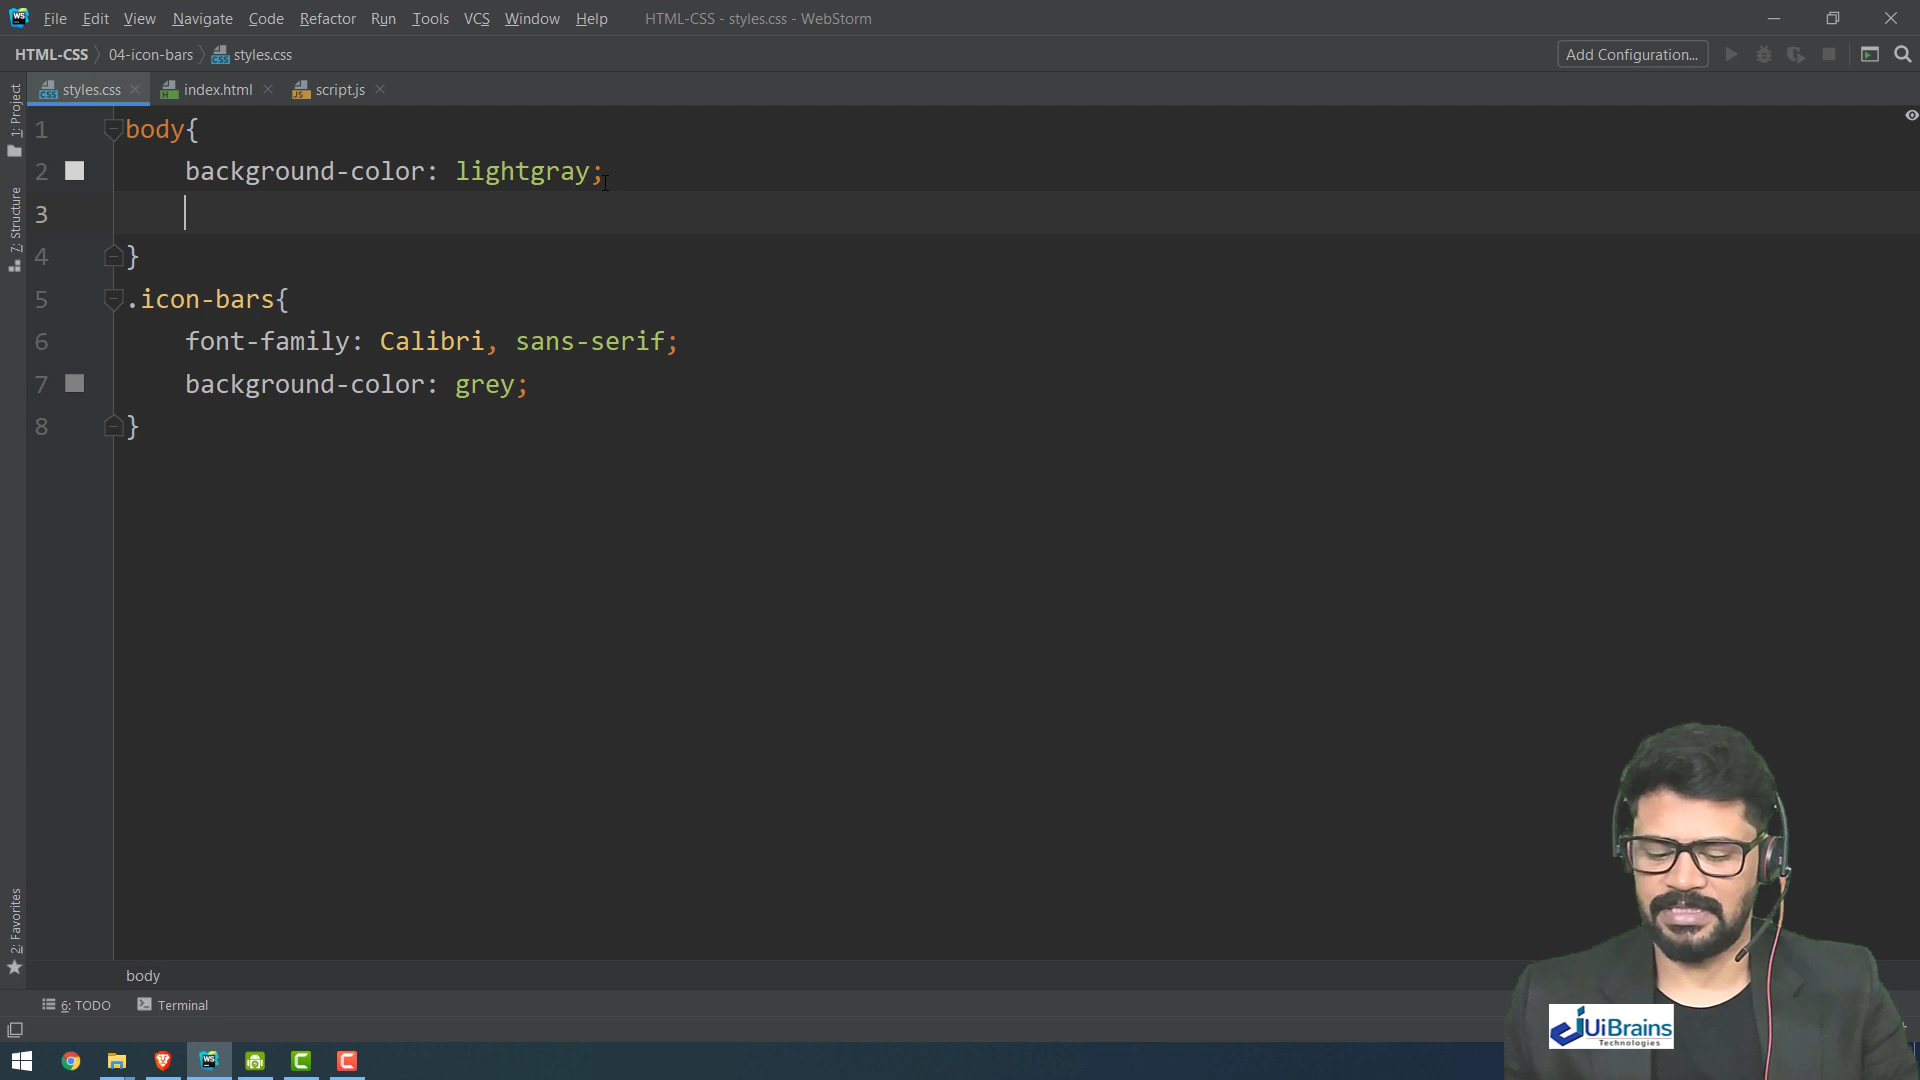 File Edit View Navigate Code Refactor Run Tools VCS Window Help HTML-CSS - styles.css - WebStorm
HTML-CSS 04-icon-bars styles.css Add Configuration...
styles.css index.html script.js
1: Project
7: Structure
2: Favorites
1 body{
2 background-color: lightgray;
3
4 }
5 .icon-bars{
6 font-family: Calibri, sans-serif;
7 background-color: grey;
8 }
body
6: TODO Terminal
UiBrains
Technologies